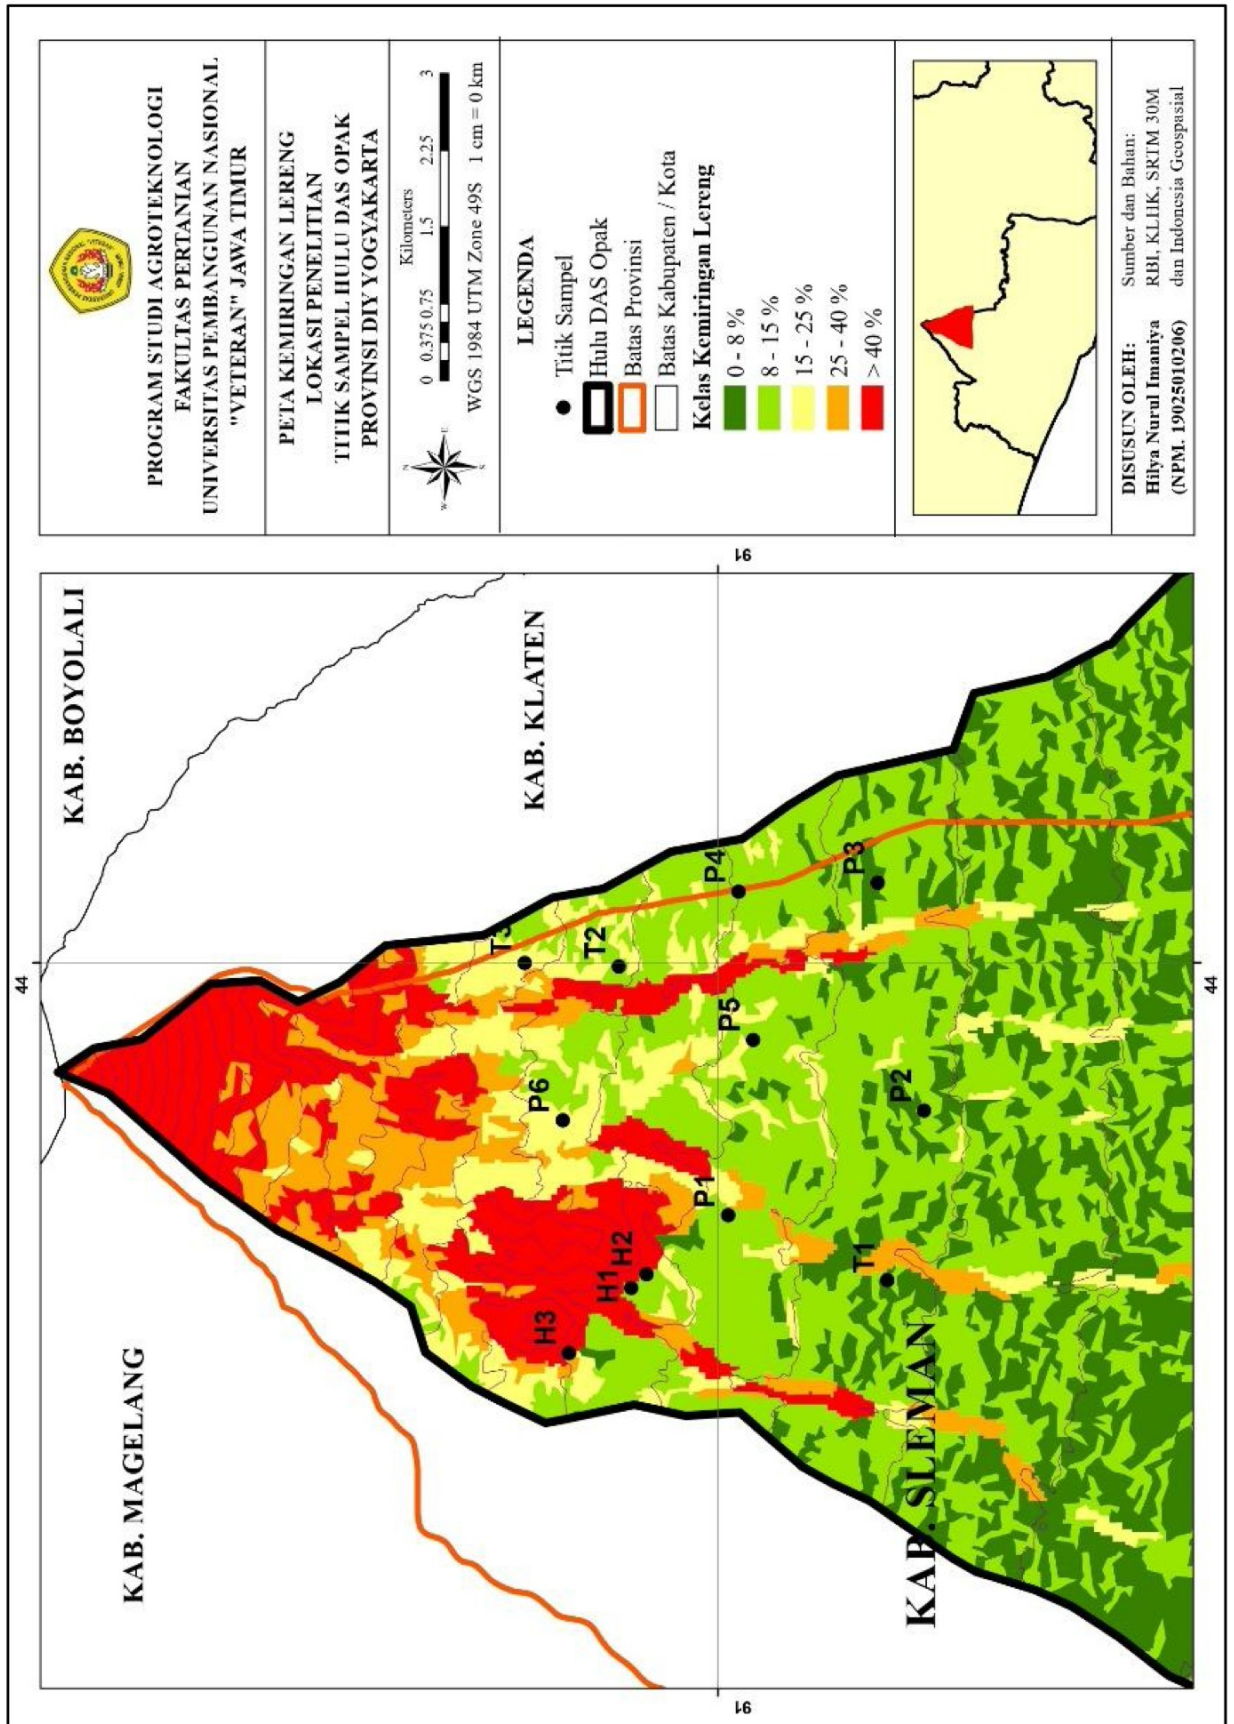 PROGRAM STUDI AGROTEKNOLOGI
FAKULTAS PERTANIAN
UNIVERSITAS PEMBANGUNAN NASIONAL
"VETERAN" JAWA TIMUR
PETA KEMIRINGAN LERENG
LOKASI PENELITIAN
TITIK SAMPEL HULU DAS OPAK
PROVINSI DI YOGYAKARTA
Kilometers
0 0.375 0.75 1.5 2.25 3
N
E
S
W
WGS 1984 UTM Zone 49S 1 cm = 0 km
LEGENDA
Titik Sampel
Hulu DAS Opak
Batas Provinsi
Batas Kabupaten / Kota
Kelas Kemiringan Lereng
0 - 8 %
8 - 15 %
15 - 25 %
25 - 40 %
> 40 %
DISUSUN OLEH:
Hilya Nurul Imaniya
(NPM. 19025010206)
Sumber dan Bahan:
RBI, KLHK, SRTM 30M
dan Indonesia Geospasial
KAB. BOYOLALI
KAB. KLATEN
KAB. MAGELANG
KAB. SLEMAN
44
44
91
91
T3
T2
P4
P3
P5
P6
P2
P1
H2
H1
H3
T1